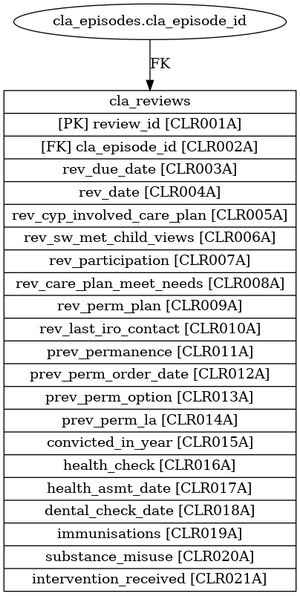 cla_episodes.cla_episode_id
FK
cla_reviews
[PK] review_id [CLR001A]
[FK] cla_episode_id [CLR002A]
rev_due_date [CLR003A]
rev_date [CLR004A]
rev_cyp_involved_care_plan [CLR005A]
rev_sw_met_child_views [CLR006A]
rev_participation [CLR007A]
rev_care_plan_meet_needs [CLR008A]
rev_perm_plan [CLR009A]
rev_last_iro_contact [CLR010A]
prev_permanence [CLR011A]
prev_perm_order_date [CLR012A]
prev_perm_option [CLR013A]
prev_perm_la [CLR014A]
convicted_in_year [CLR015A]
health_check [CLR016A]
health_asmt_date [CLR017A]
dental_check_date [CLR018A]
immunisations [CLR019A]
substance_misuse [CLR020A]
intervention_received [CLR021A]